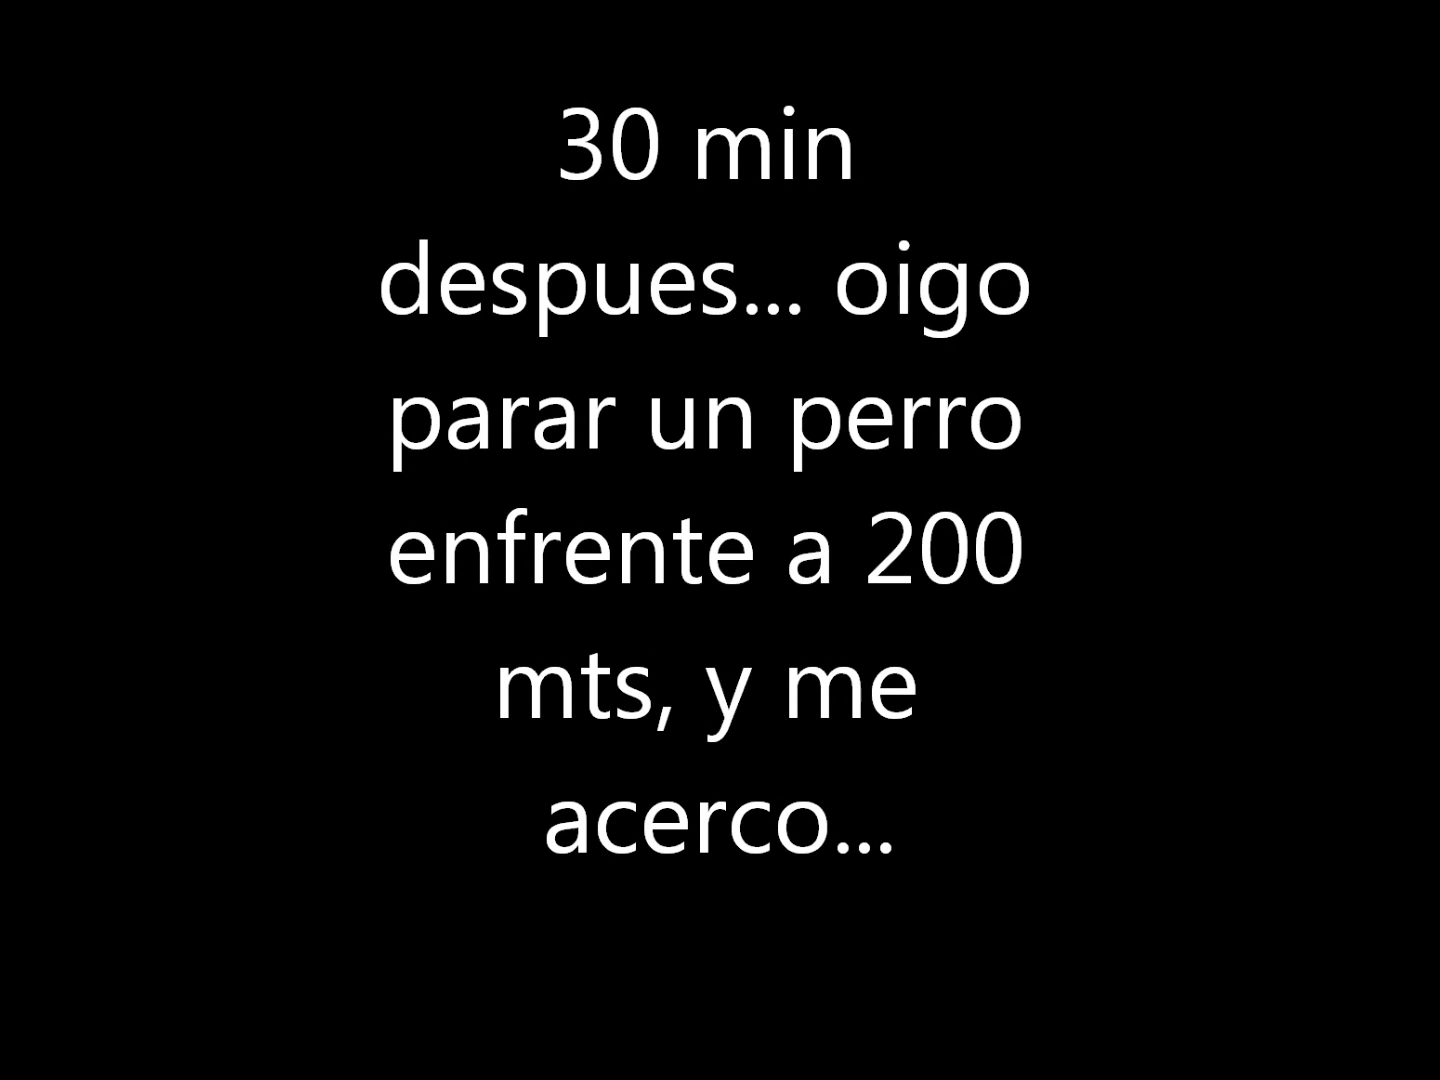 30 min
despues... oigo
parar un perro
enfrente a 200
mts, y me
acerco...